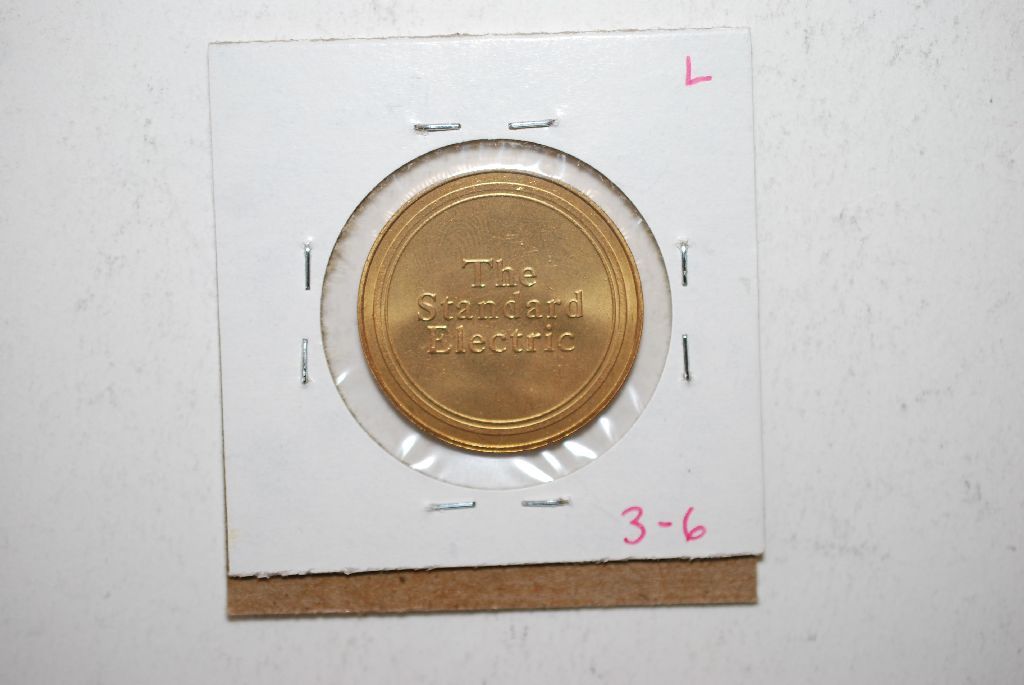 L
The
Standard
Electric
3-6